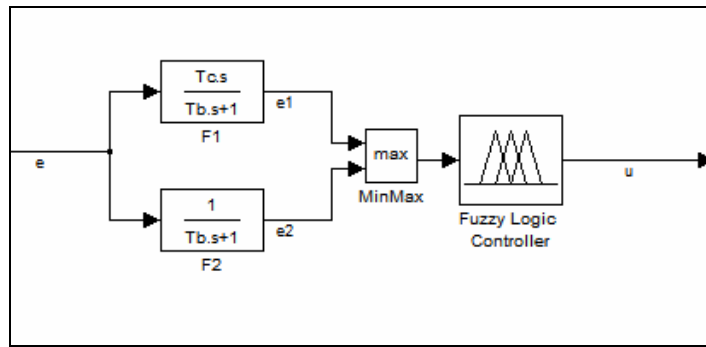 Tc.s
Tb.s+1
F1
e1
e
max
MinMax
Fuzzy Logic
Controller
u
1
Tb.s+1
F2
e2